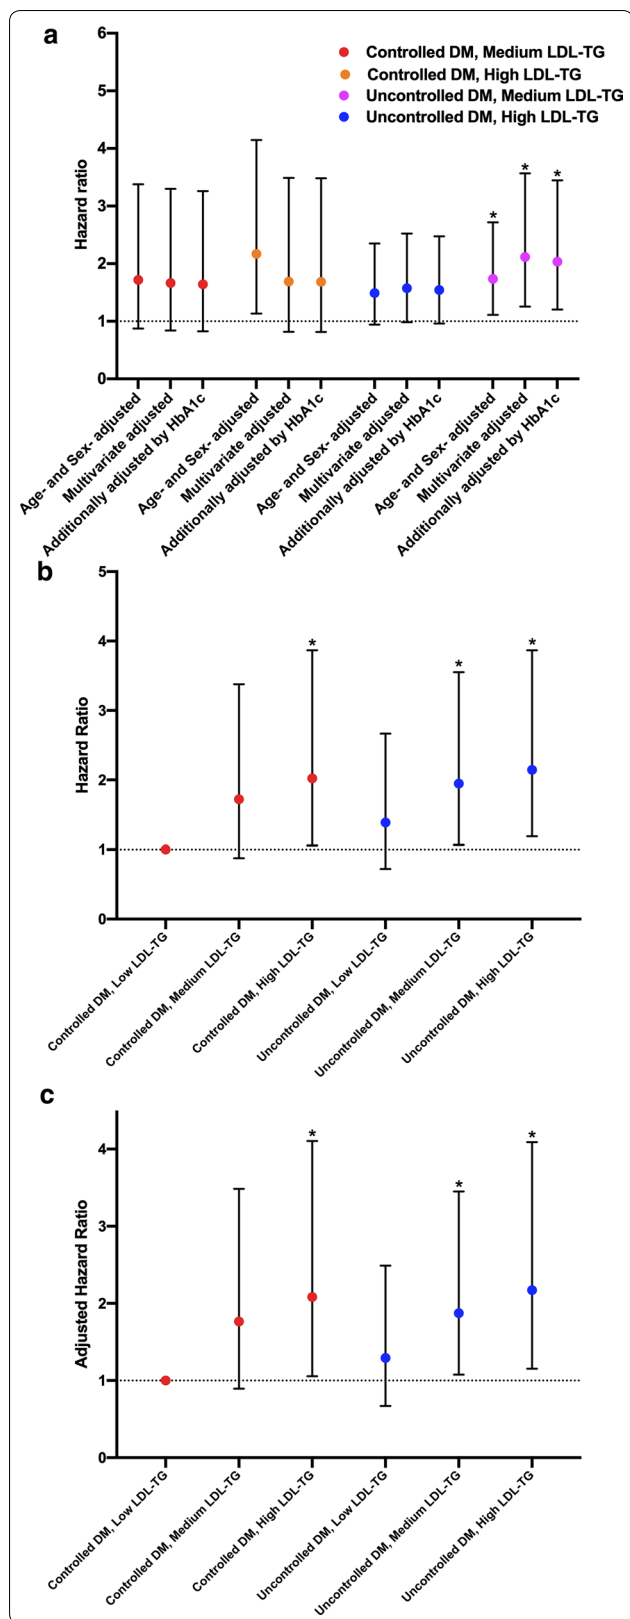 a
6
5
4
3
2
1
0
Hazard ratio
Controlled DM, Medium LDL-TG
Controlled DM, High LDL-TG
Uncontrolled DM, Medium LDL-TG
Uncontrolled DM, High LDL-TG
* * *
*
Age- and Sex- adjusted
Multivariate adjusted
Additionally adjusted by HbA1c
Age- and Sex- adjusted
Multivariate adjusted
Additionally adjusted by HbA1c
Age- and Sex- adjusted
Multivariate adjusted
Additionally adjusted by HbA1c
Age- and Sex- adjusted
Multivariate adjusted
Additionally adjusted by HbA1c
b
5
4
3
2
1
0
Hazard Ratio
* * *
Controlled DM, Low LDL-TG
Controlled DM, Medium LDL-TG
Controlled DM, High LDL-TG
Uncontrolled DM, Low LDL-TG
Uncontrolled DM, Medium LDL-TG
Uncontrolled DM, High LDL-TG
c
4
3
2
1
0
Adjusted Hazard Ratio
* * *
Controlled DM, Low LDL-TG
Controlled DM, Medium LDL-TG
Controlled DM, High LDL-TG
Uncontrolled DM, Low LDL-TG
Uncontrolled DM, Medium LDL-TG
Uncontrolled DM, High LDL-TG